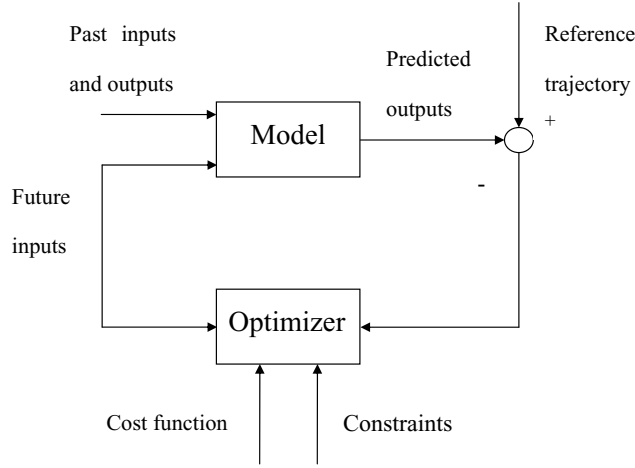 Past inputs
and outputs
Reference
trajectory
+
Predicted
outputs
Model
-
Future
inputs
Optimizer
Cost function
Constraints